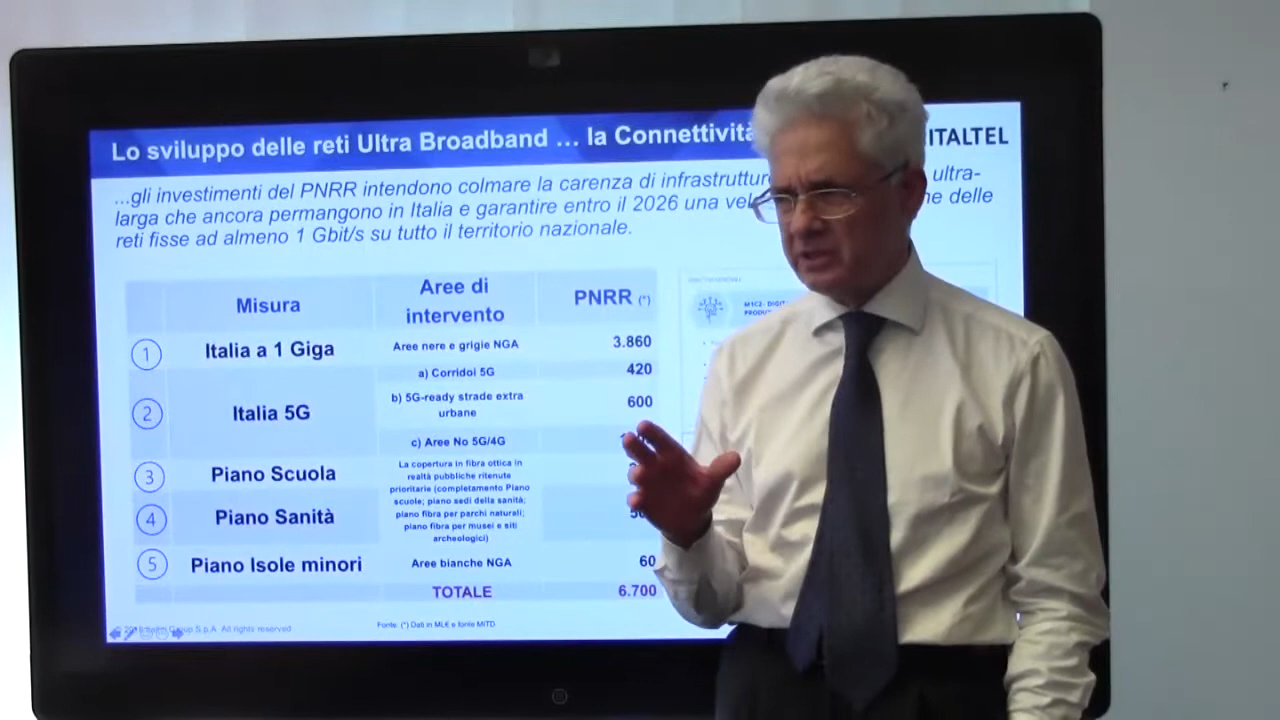 Lo sviluppo delle reti Ultra Broadband ... la Connettività
ITALTEL
...gli investimenti del PNRR intendono colmare la carenza di infrastrutture ultra-
larga che ancora permangono in Italia e garantire entro il 2026 una delle
reti fisse ad almeno 1 Gbit/s su tutto il territorio nazionale.
Misura
Aree di
intervento
PNRR (*)
1
Italia a 1 Giga
Aree nere e grigie NGA
3.860
2
Italia 5G
a) Corridoi 5G
420
b) 5G-ready strade extra
urbane
600
c) Aree No 5G/4G
3
Piano Scuola
4
Piano Sanità
La copertura in fibra ottica in
realtà pubbliche ritenute
prioritarie (completamento Piano
scuole; piano sedi della sanità;
piano fibra per parchi naturali;
piano fibra per musei e siti
archeologici)
5
Piano Isole minori
Aree bianche NGA
60
TOTALE
6.700
Group S.p.A. All rights reserved
Fonte: (*) Dati in ML€ e fonte MITD